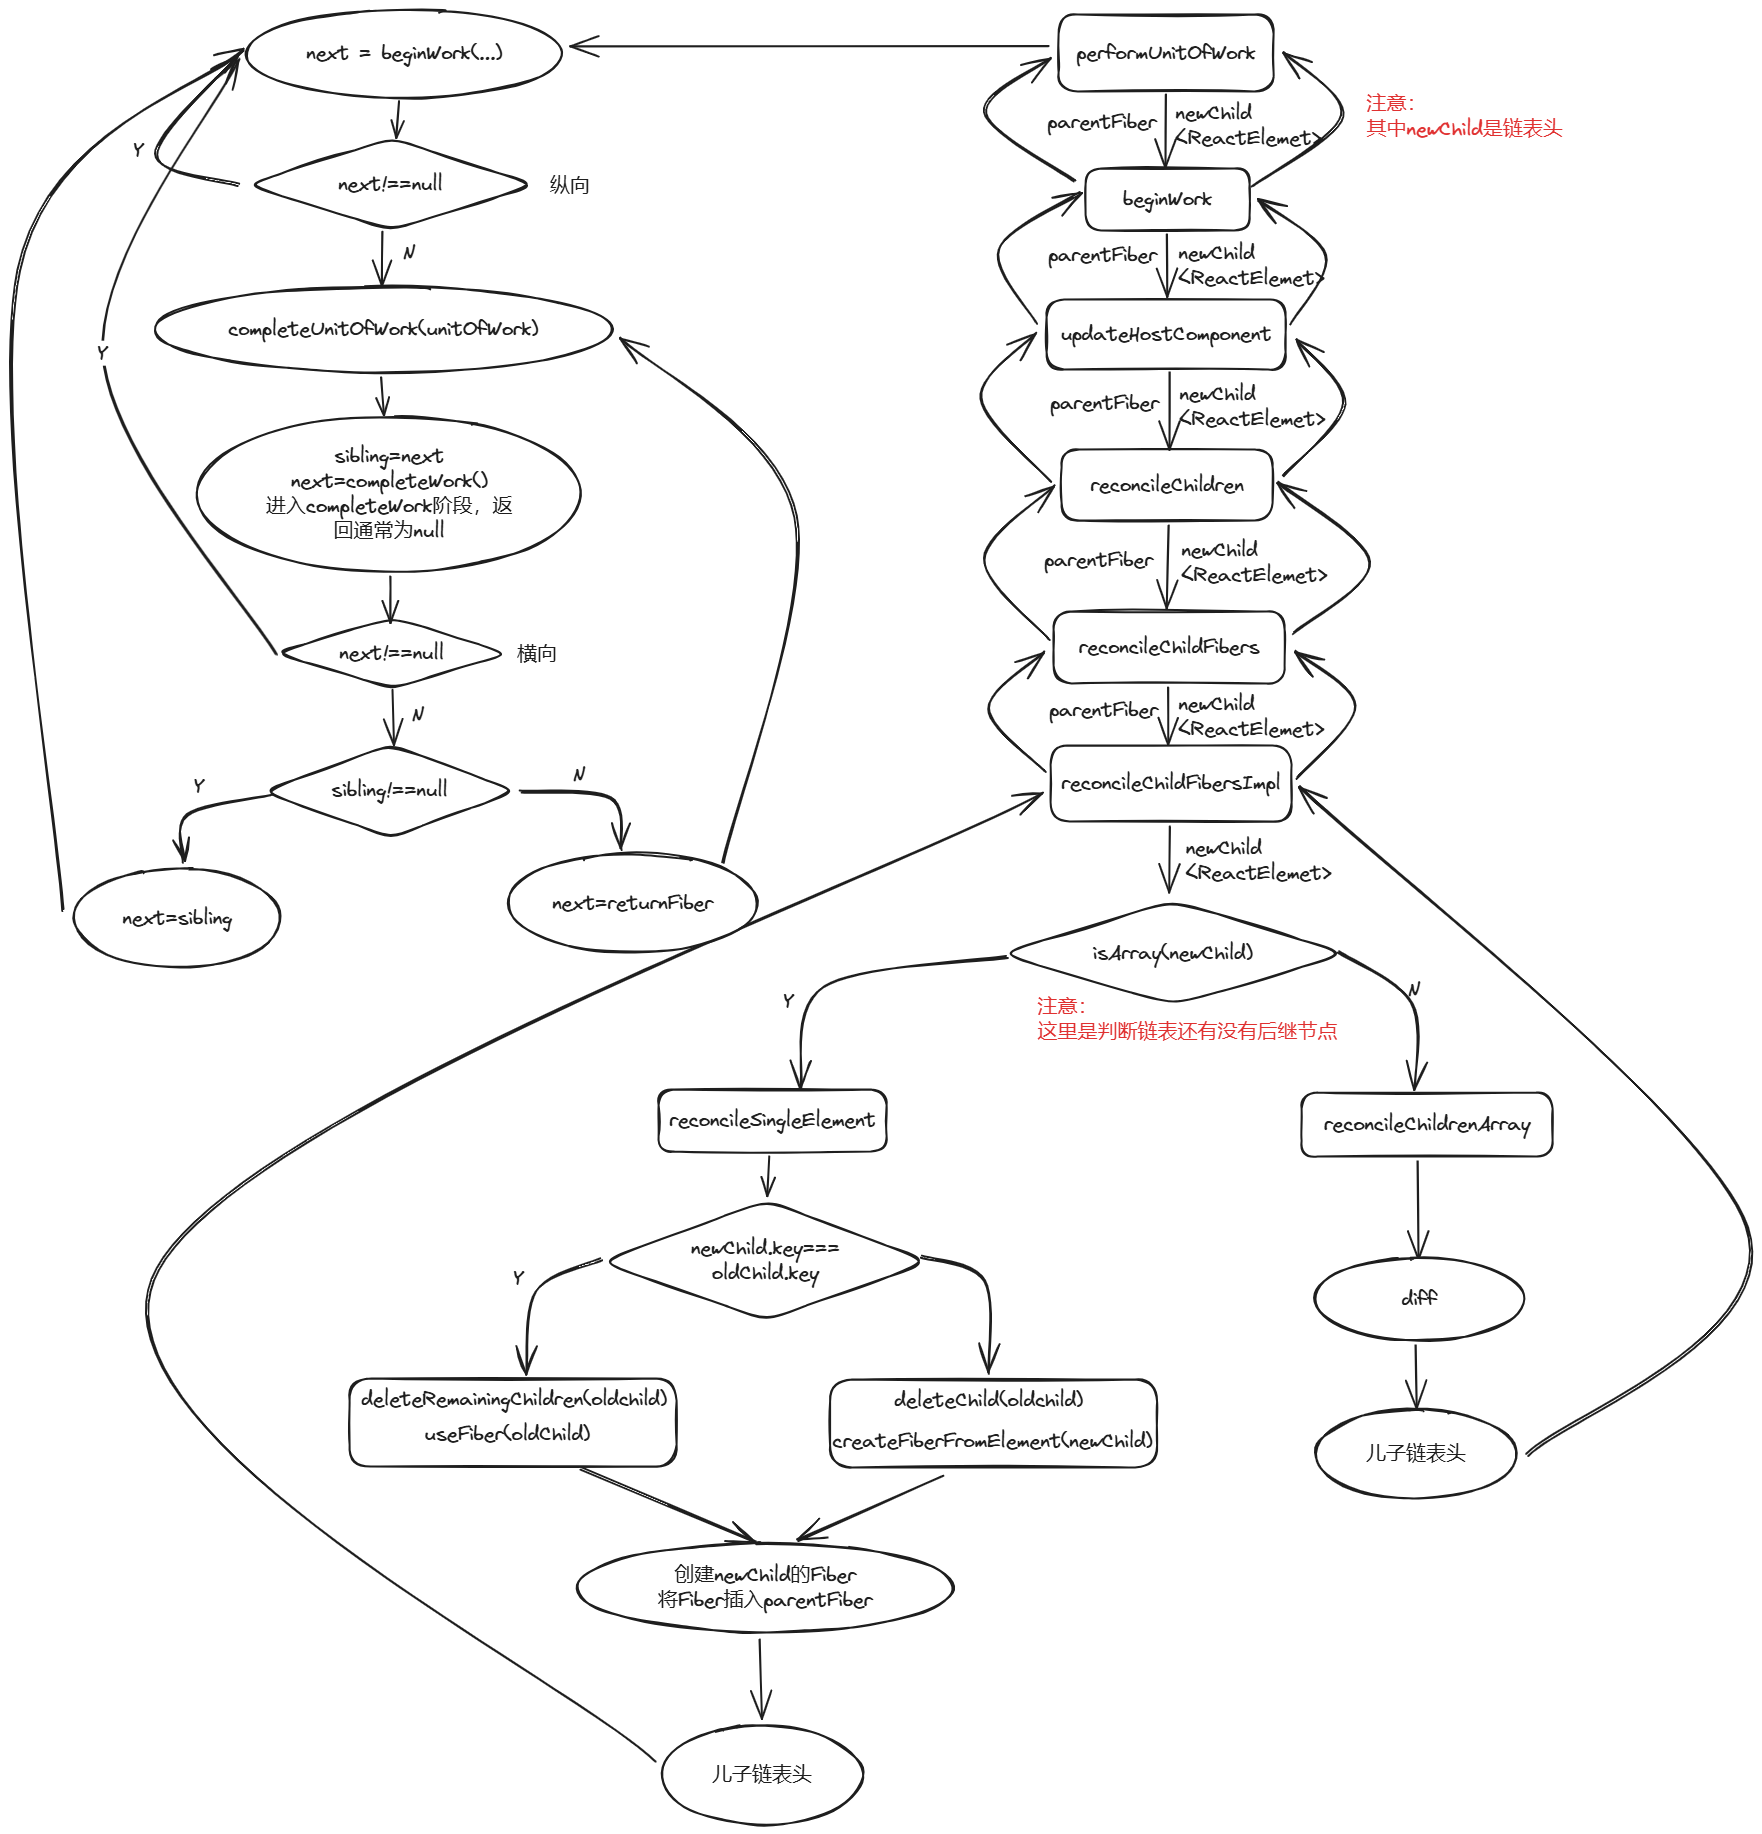 next = beginWork(...)
Y
next!==null
纵向
N
completeUnitOfWork(unitOfWork)
Y
sibling=next
next=completeWork()
进入completeWork阶段，返
回通常为null
next!==null
横向
N
sibling!==null
Y
N
next=sibling
next=returnFiber
performUnitOfWork
parentFiber
newChild
<ReactElemet>
注意：
其中newChild是链表头
beginWork
parentFiber
newChild
<ReactElemet>
updateHostComponent
parentFiber
newChild
<ReactElemet>
reconcileChildren
parentFiber
newChild
<ReactElemet>
reconcileChildFibers
parentFiber
newChild
<ReactElemet>
reconcileChildFibersImpl
newChild
<ReactElemet>
isArray(newChild)
Y
N
注意：
这里是判断链表还有没有后继节点
reconcileSingleElement
reconcileChildrenArray
newChild.key===
oldChild.key
Y
diff
deleteRemainingChildren(oldchild)
useFiber(oldChild)
deleteChild(oldchild)
createFiberFromElement(newChild)
儿子链表头
创建newChild的Fiber
将Fiber插入parentFiber
儿子链表头